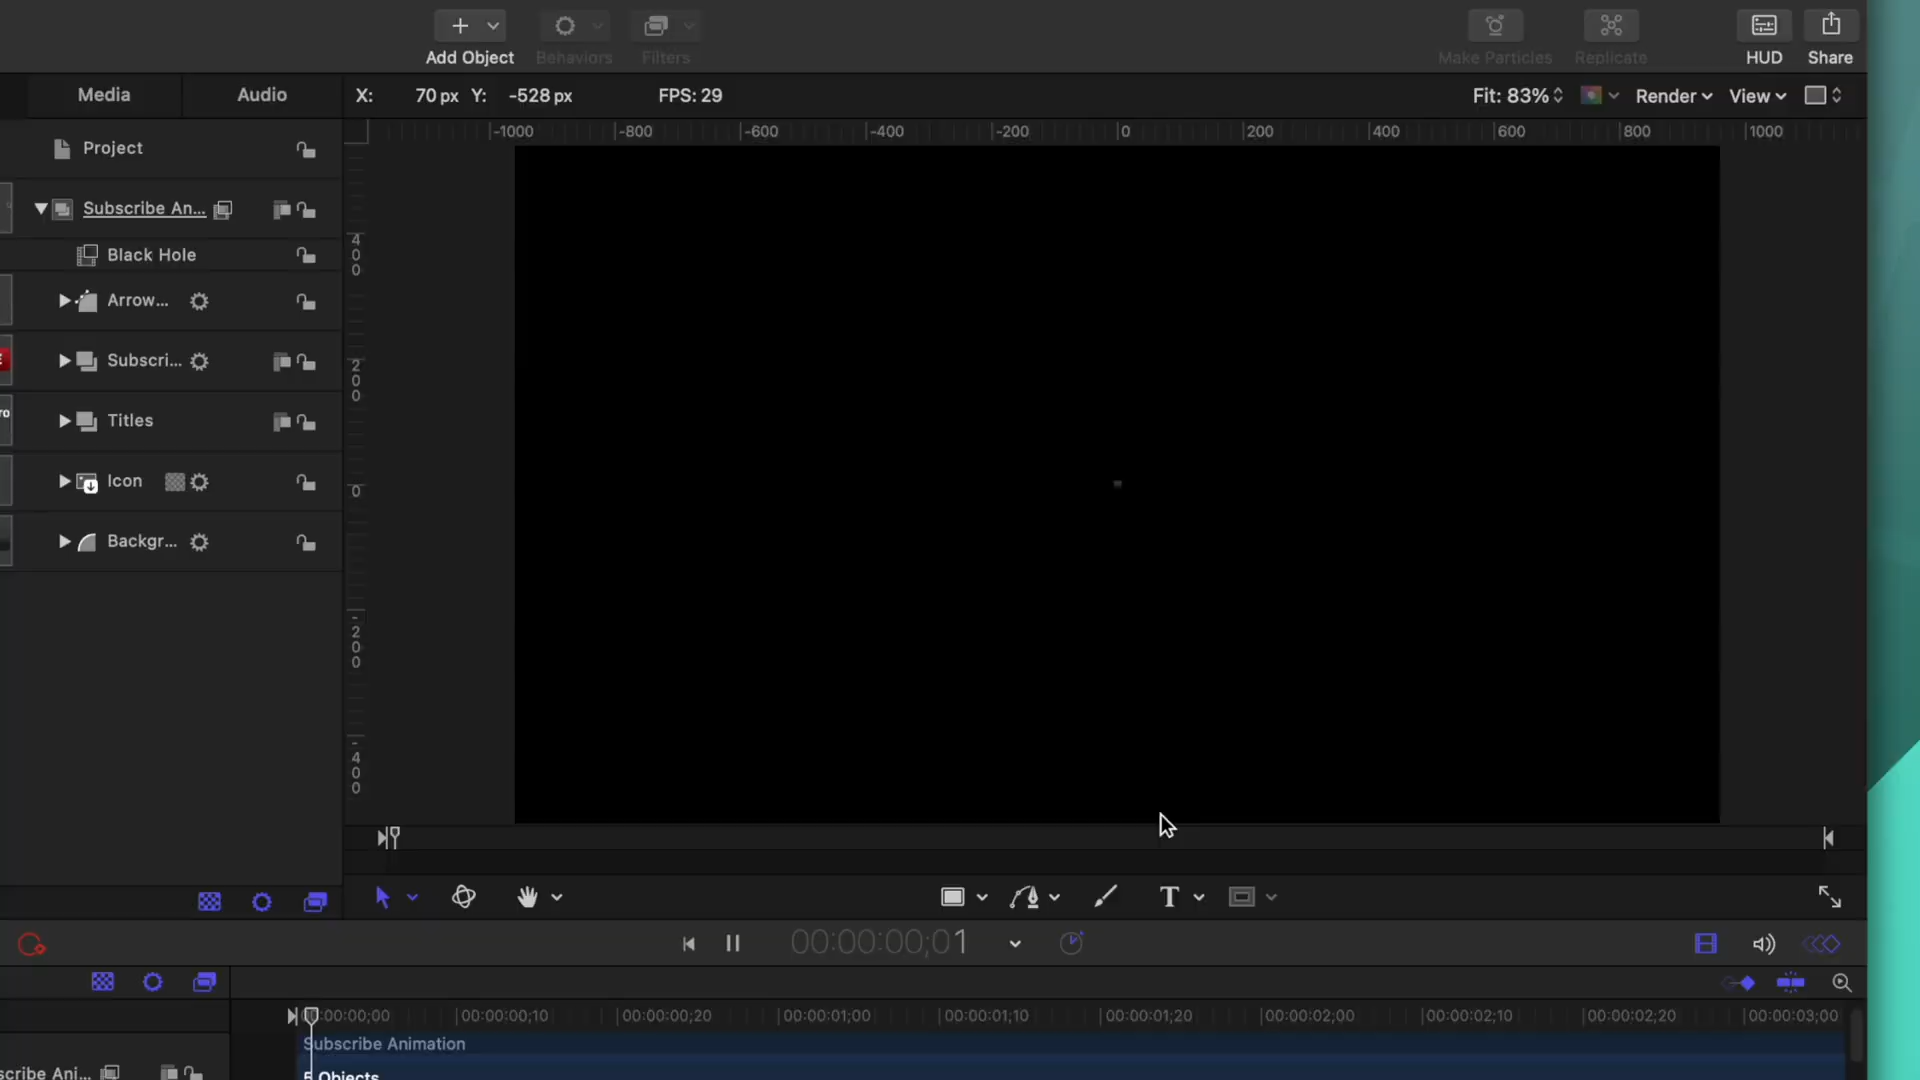 Add Object
Behaviors
Filters
Make Particles
Replicate
HUD
Share
Media
Audio
X: 70 px Y: -528 px
FPS: 29
Fit: 83%
Render
View
-1000 -800 -600 -400 -200 0 200 400 600 800 1000
Project
Subscribe An...
Black Hole
Arrow...
Subscri...
Titles
Icon
Backgr...
400
200
0
-200
-400
T
00:00:00;01
00:00:00;00 00:00:00;10 00:00:00;20 00:00:01;00 00:00:01;10 00:00:01;20 00:00:02;00 00:00:02;10 00:00:02;20 00:00:03;00
Subscribe Animation
scribe Ani...
5 Objects